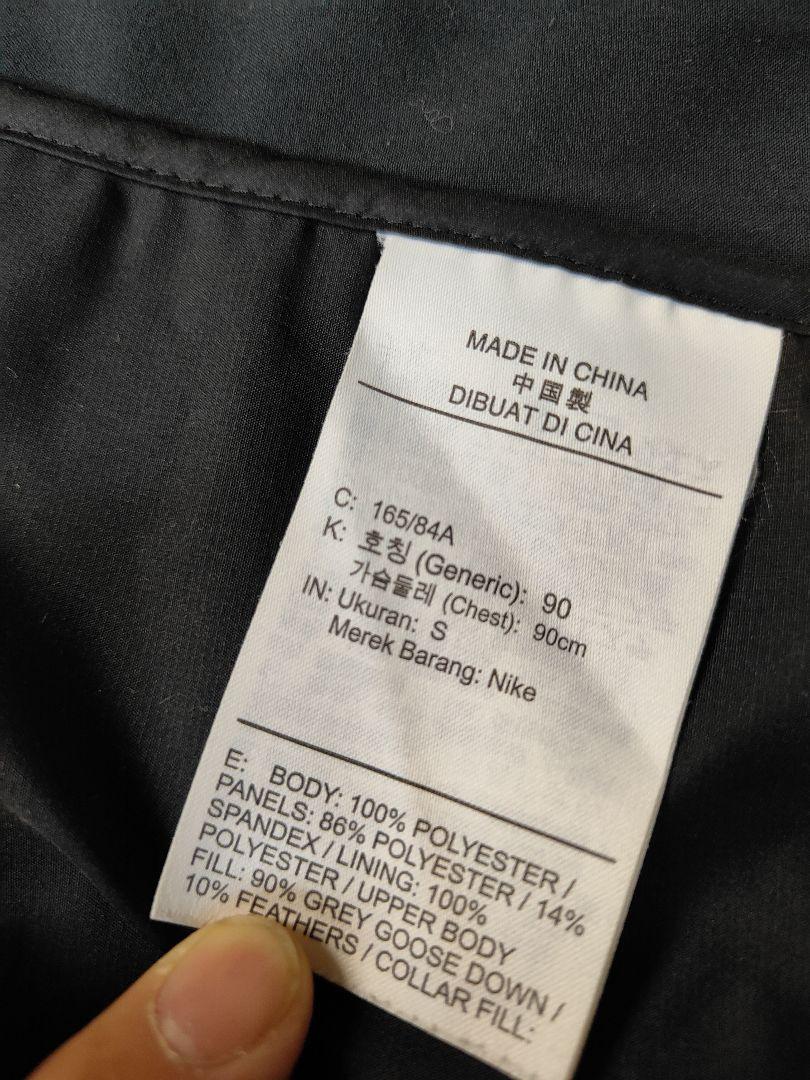 MADE IN CHINA
中国製
DIBUAT DI CINA
C: 165/84A
K: 호칭 (Generic): 90
가슴둘레 (Chest): 90cm
IN: Ukuran: S
Merek Barang: Nike
E: BODY: 100% POLYESTER /
PANELS: 86% POLYESTER / 14%
SPANDEX / LINING: 100%
POLYESTER / UPPER BODY
FILL: 90% GREY GOOSE DOWN /
10% FEATHERS / COLLAR FILL: